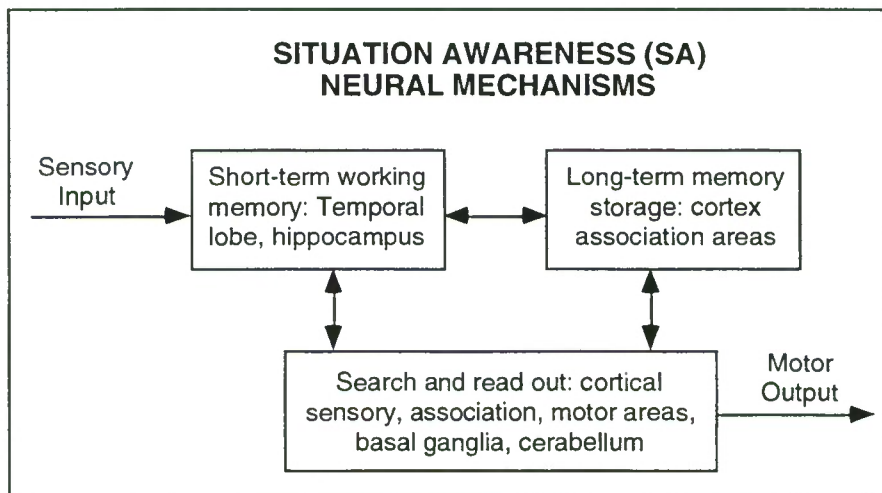 SITUATION AWARENESS (SA)
NEURAL MECHANISMS
Sensory
Input
Short-term working
memory: Temporal
lobe, hippocampus
Long-term memory
storage: cortex
association areas
Search and read out: cortical
sensory, association, motor areas,
basal ganglia, cerabellum
Motor
Output